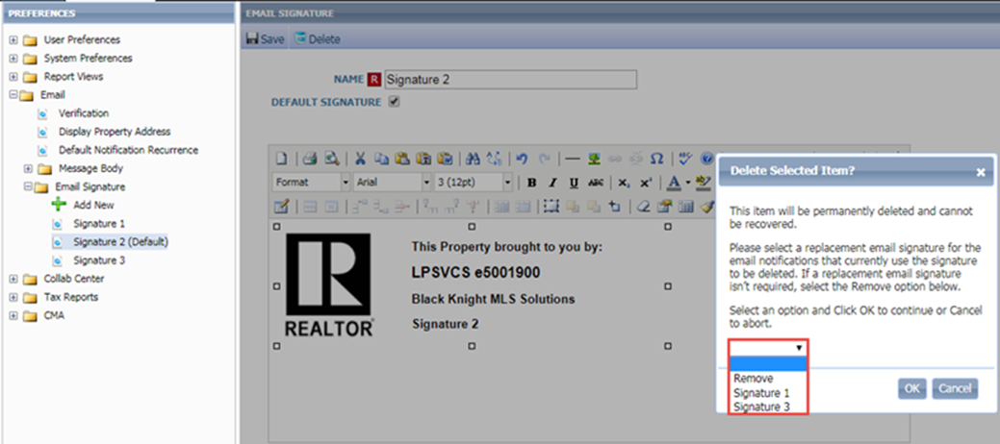 PREFERENCES
User Preferences
System Preferences
Report Views
Email
Verification
Display Property Address
Default Notification Recurrence
Message Body
Email Signature
Add New
Signature 1
Signature 2 (Default)
Signature 3
Collab Center
Tax Reports
CMA
EMAIL SIGNATURE
Save Delete
NAME R Signature 2
DEFAULT SIGNATURE
Format Arial 3 (12pt) B I U ABC X₂ X² A
REALTOR®
This Property brought to you by:
LPSVCS e5001900
Black Knight MLS Solutions
Signature 2
Delete Selected Item?
This item will be permanently deleted and cannot
be recovered.
Please select a replacement email signature for the
email notifications that currently use the signature
to be deleted. If a replacement email signature
isn't required, select the Remove option below.
Select an option and Click OK to continue or Cancel
to abort.
Remove
Signature 1
Signature 3
OK Cancel